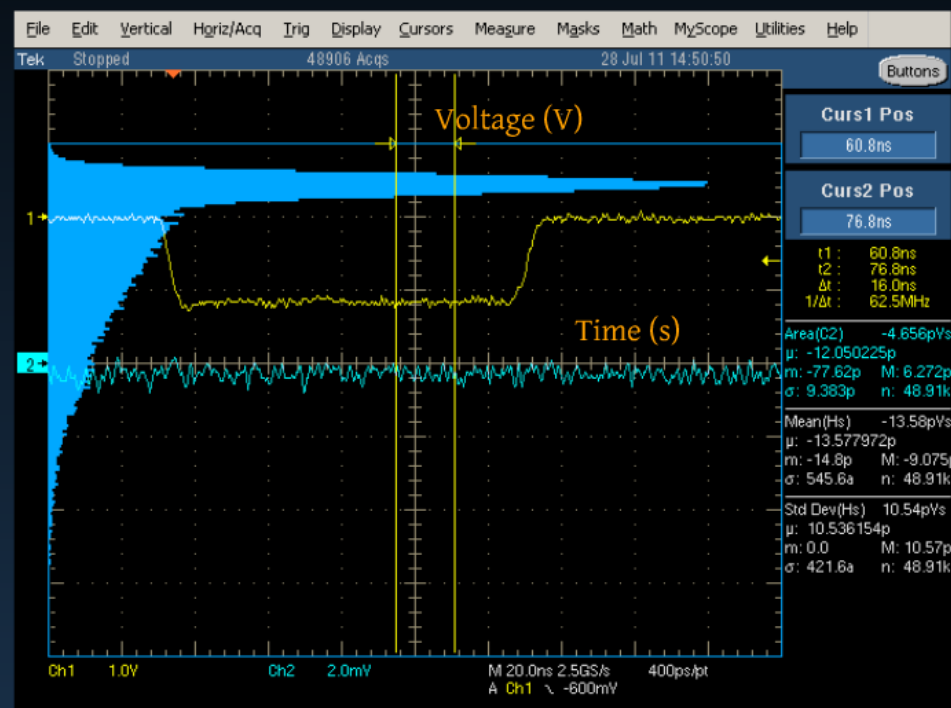 File Edit Vertical Horiz/Acq Trig Display Cursors Measure Masks Math MyScope Utilities Help
Tek Stopped 48906 Acqs 28 Jul 11 14:50:50
Buttons
Voltage (V)
Curs1 Pos
60.8ns
Curs2 Pos
76.8ns
1
t1 : 60.8ns
t2 : 76.8ns
Δt : 16.0ns
1/Δt : 62.5MHz
Time (s)
2
Area(C2) -4.656pVs
µ: -12.050225p
m: -77.62p M: 6.272p
σ: 9.383p n: 48.91k
Mean(Hs) -13.58pVs
µ: -13.577972p
m: -14.8p M: -9.075p
σ: 545.6a n: 48.91k
Std Dev(Hs) 10.54pVs
µ: 10.536154p
m: 0.0 M: 10.57p
σ: 421.6a n: 48.91k
Ch1 1.0V Ch2 2.0mV M 20.0ns 2.5GS/s 400ps/pt
A Ch1 \ -600mV